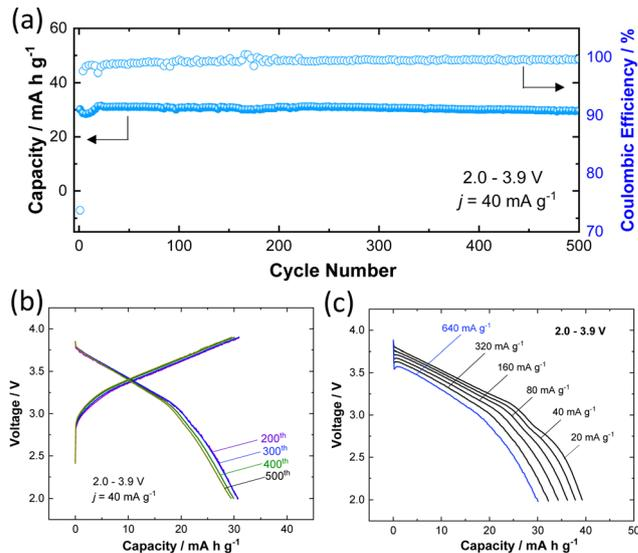 (a)
60
40
20
0
Capacity / mA h g-1
100
90
80
70
Coulombic Efficiency / %
2.0 - 3.9 V
j = 40 mA g-1
0 100 200 300 400 500
Cycle Number
(b)
4.0
3.5
3.0
2.5
2.0
Voltage / V
200th
300th
400th
500th
2.0 - 3.9 V
j = 40 mA g-1
0 10 20 30 40
Capacity / mA h g-1
(c)
2.0 - 3.9 V
4.0
3.5
3.0
2.5
2.0
Voltage / V
640 mA g-1
320 mA g-1
160 mA g-1
80 mA g-1
40 mA g-1
20 mA g-1
0 10 20 30 40 50
Capacity / mA h g-1